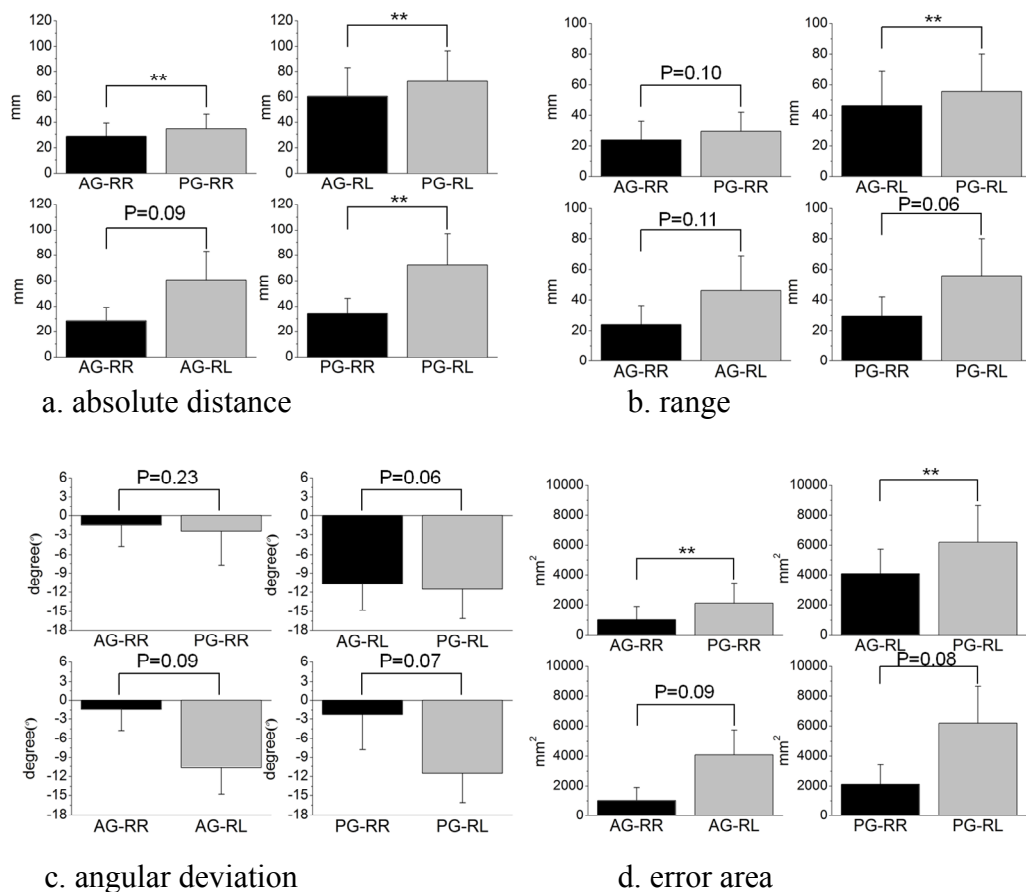 120
100
80
60
40
20
0
mm
**
AG-RR PG-RR
120
100
80
60
40
20
0
mm
**
AG-RL PG-RL
100
80
60
40
20
0
mm
P=0.09
AG-RR AG-RL
100
80
60
40
20
0
mm
**
PG-RR PG-RL
a. absolute distance
100
80
60
40
20
0
mm
P=0.10
AG-RR PG-RR
100
80
60
40
20
0
mm
**
AG-RL PG-RL
100
80
60
40
20
0
mm
P=0.11
AG-RR AG-RL
100
80
60
40
20
0
mm
P=0.06
PG-RR PG-RL
b. range
6
3
0
-3
-6
-9
-12
-15
-18
degree(°)
P=0.23
AG-RR PG-RR
6
3
0
-3
-6
-9
-12
-15
-18
degree(°)
P=0.06
AG-RL PG-RL
6
3
0
-3
-6
-9
-12
-15
-18
degree(°)
P=0.09
AG-RR AG-RL
6
3
0
-3
-6
-9
-12
-15
-18
degree(°)
P=0.07
PG-RR PG-RL
c. angular deviation
10000
8000
6000
4000
2000
0
mm²
**
AG-RR PG-RR
10000
8000
6000
4000
2000
0
mm²
**
AG-RL PG-RL
10000
8000
6000
4000
2000
0
mm²
P=0.09
AG-RR AG-RL
10000
8000
6000
4000
2000
0
mm²
P=0.08
PG-RR PG-RL
d. error area